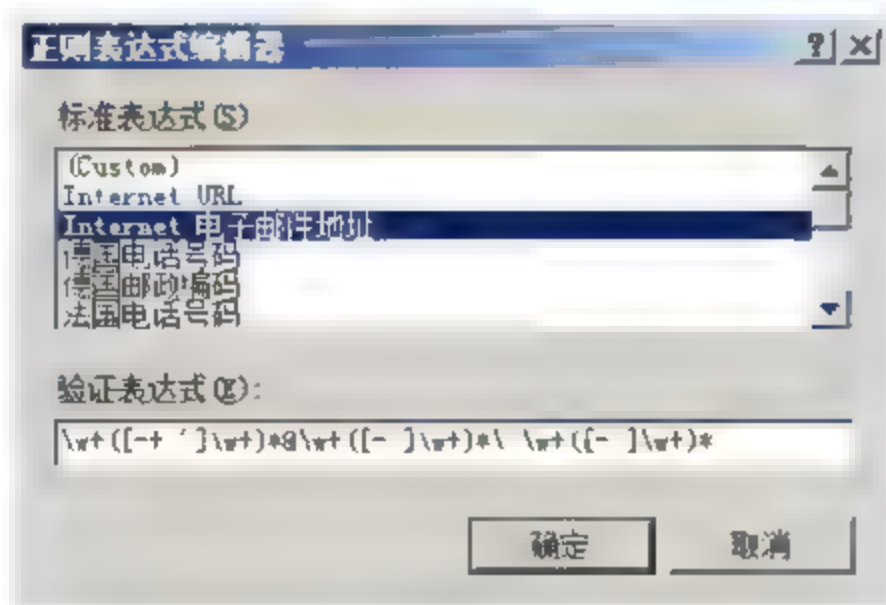 正则表达式编辑器
标准表达式(S)
(Custom)
Internet URL
Internet 电子邮件地址
德国电话号码
德国邮政编码
法国电话号码
验证表达式(E):
\w+([-+ ']\w+)*@\w+([- ]\w+)*\ \w+([- ]\w+)*
确定 取消